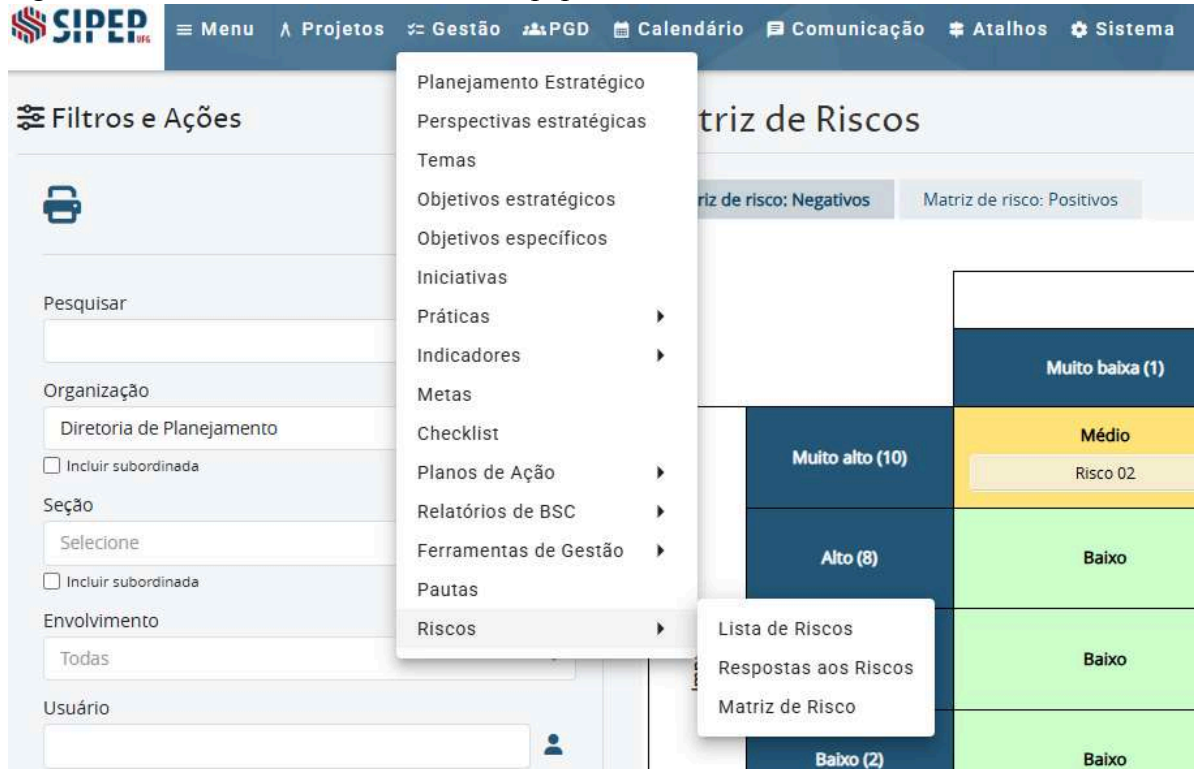 SIPEP UFG
Menu Projetos Gestão PGD Calendário Comunicação Atalhos Sistema
Filtros e Ações
Pesquisar
Organização
Diretoria de Planejamento
Incluir subordinada
Seção
Selecione
Incluir subordinada
Envolvimento
Todas
Usuário
Planejamento Estratégico
Perspectivas estratégicas
Temas
Objetivos estratégicos
Objetivos específicos
Iniciativas
Práticas
Indicadores
Metas
Checklist
Planos de Ação
Relatórios de BSC
Ferramentas de Gestão
Pautas
Riscos
Lista de Riscos
Respostas aos Riscos
Matriz de Risco
triz de Riscos
riz de risco: Negativos
Matriz de risco: Positivos
Muito baixa (1)
Muito alto (10)
Médio
Risco 02
Alto (8)
Baixo
Baixo
Baixo (2)
Baixo